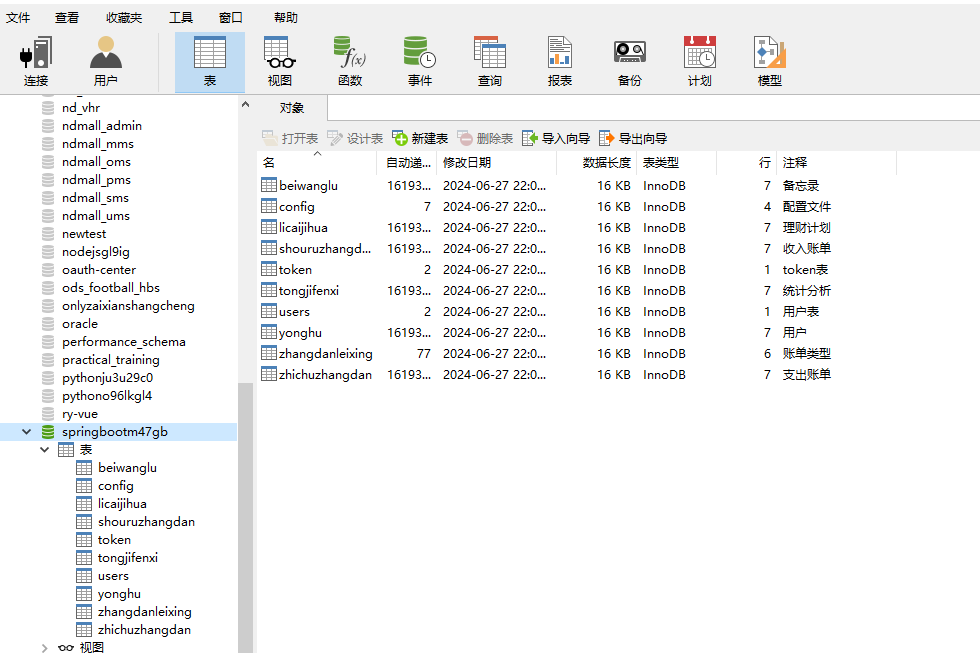 文件 查看 收藏夹 工具 窗口 帮助
连接 用户 表 视图 函数 事件 查询 报表 备份 计划 模型
f(x)
nd_vhr
ndmall_admin
ndmall_mms
ndmall_oms
ndmall_pms
ndmall_sms
ndmall_ums
newtest
nodejsgl9ig
oauth-center
ods_football_hbs
onlyzaixianshangcheng
oracle
performance_schema
practical_training
pythonju3u29c0
pythono96lkgl4
ry-vue
springbootm47gb
表
beiwanglu
config
licaijihua
shouruzhangdan
token
tongjifenxi
users
yonghu
zhangdanleixing
zhichuzhangdan
视图
对象
打开表 设计表 新建表 删除表 导入向导 导出向导
名 自动递... 修改日期 数据长度 表类型 行 注释
beiwanglu 16193... 2024-06-27 22:0... 16 KB InnoDB 7 备忘录
config 7 2024-06-27 22:0... 16 KB InnoDB 4 配置文件
licaijihua 16193... 2024-06-27 22:0... 16 KB InnoDB 7 理财计划
shouruzhangd... 16193... 2024-06-27 22:0... 16 KB InnoDB 7 收入账单
token 2 2024-06-27 22:0... 16 KB InnoDB 1 token表
tongjifenxi 16193... 2024-06-27 22:0... 16 KB InnoDB 7 统计分析
users 2 2024-06-27 22:0... 16 KB InnoDB 1 用户表
yonghu 16193... 2024-06-27 22:0... 16 KB InnoDB 7 用户
zhangdanleixing 77 2024-06-27 22:0... 16 KB InnoDB 6 账单类型
zhichuzhangdan 16193... 2024-06-27 22:0... 16 KB InnoDB 7 支出账单